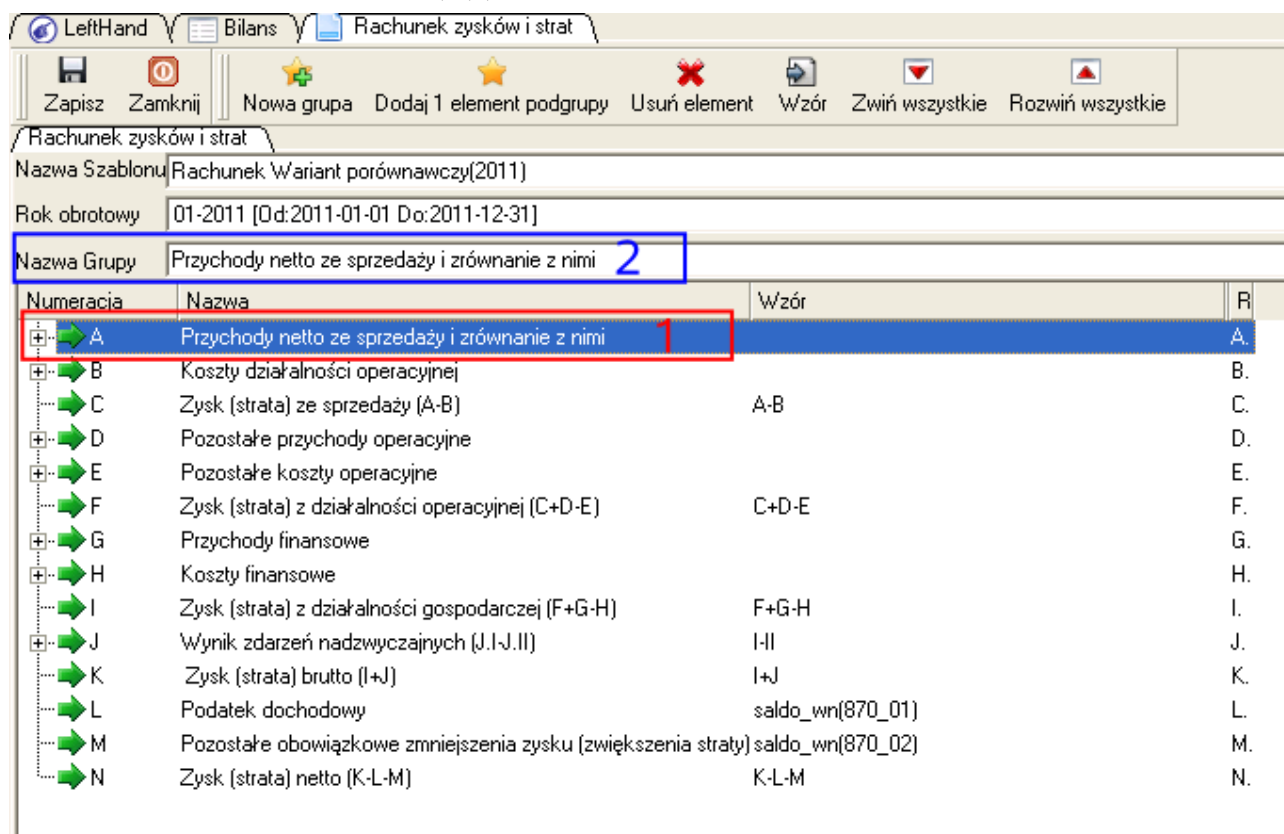 LeftHand Bilans Rachunek zysków i strat
Zapisz Zamknij Nowa grupa Dodaj 1 element podgrupy Usuń element Wzór Zwiń wszystkie Rozwiń wszystkie
Rachunek zysków i strat
Nazwa Szablonu Rachunek Wariant porównawczy(2011)
Rok obrotowy 01-2011 [Od:2011-01-01 Do:2011-12-31]
Nazwa Grupy Przychody netto ze sprzedaży i zrównanie z nimi 2
Numeracja Nazwa Wzór R
A Przychody netto ze sprzedaży i zrównanie z nimi 1 A.
B Koszty działalności operacyjnej B.
C Zysk (strata) ze sprzedaży (A-B) A-B C.
D Pozostałe przychody operacyjne D.
E Pozostałe koszty operacyjne E.
F Zysk (strata) z działalności operacyjnej (C+D-E) C+D-E F.
G Przychody finansowe G.
H Koszty finansowe H.
I Zysk (strata) z działalności gospodarczej (F+G-H) F+G-H I.
J Wynik zdarzeń nadzwyczajnych (J.I-J.II) I-II J.
K Zysk (strata) brutto (I+J) I+J K.
L Podatek dochodowy saldo_wn(870_01) L.
M Pozostałe obowiązkowe zmniejszenia zysku (zwiększenia straty) saldo_wn(870_02) M.
N Zysk (strata) netto (K-L-M) K-L-M N.